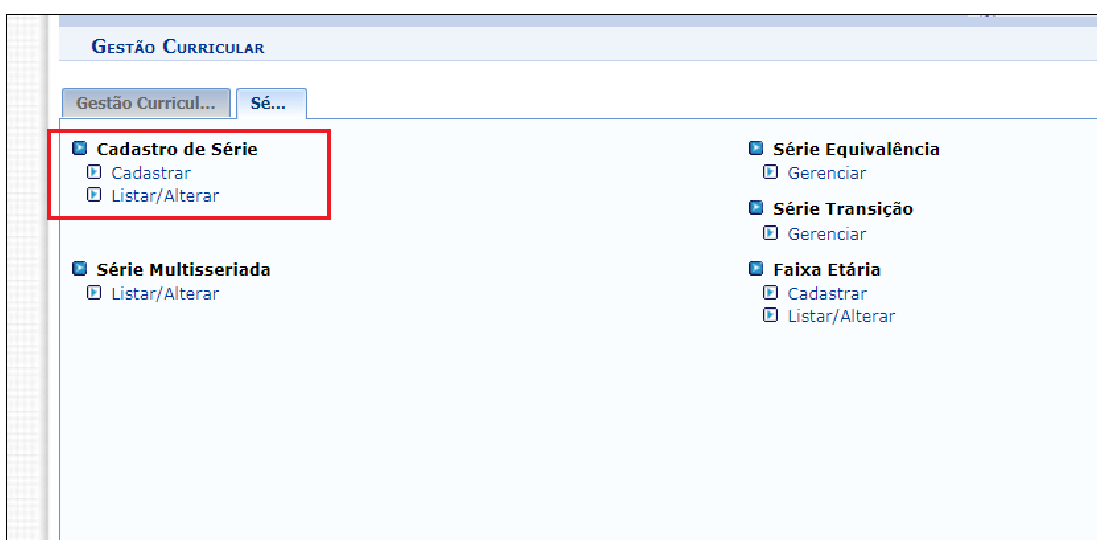 GESTÃO CURRICULAR
Gestão Curricul...
Sé...
Cadastro de Série
Cadastrar
Listar/Alterar
Série Multisseriada
Listar/Alterar
Série Equivalência
Gerenciar
Série Transição
Gerenciar
Faixa Etária
Cadastrar
Listar/Alterar